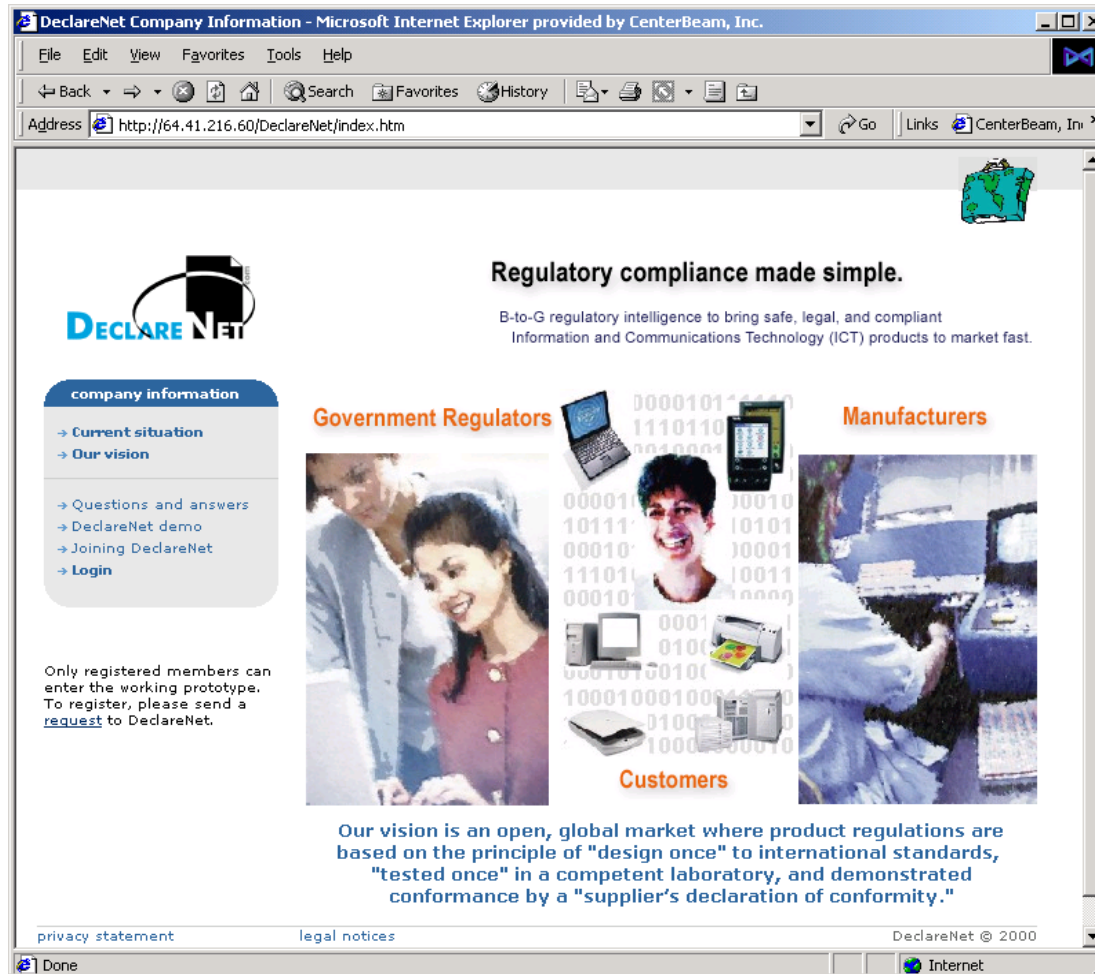 DeclareNet Company Information - Microsoft Internet Explorer provided by CenterBeam, Inc.
File Edit View Favorites Tools Help
Back Search Favorites History
Address http://64.41.216.60/DeclareNet/index.htm Go Links CenterBeam, In
DECLARE NET
.com
Regulatory compliance made simple.
B-to-G regulatory intelligence to bring safe, legal, and compliant
Information and Communications Technology (ICT) products to market fast.
company information
Current situation
Our vision
Questions and answers
DeclareNet demo
Joining DeclareNet
Login
Only registered members can
enter the working prototype.
To register, please send a
request to DeclareNet.
Government Regulators
Manufacturers
Customers
Our vision is an open, global market where product regulations are
based on the principle of "design once" to international standards,
"tested once" in a competent laboratory, and demonstrated
conformance by a "supplier's declaration of conformity."
privacy statement legal notices DeclareNet © 2000
Done Internet